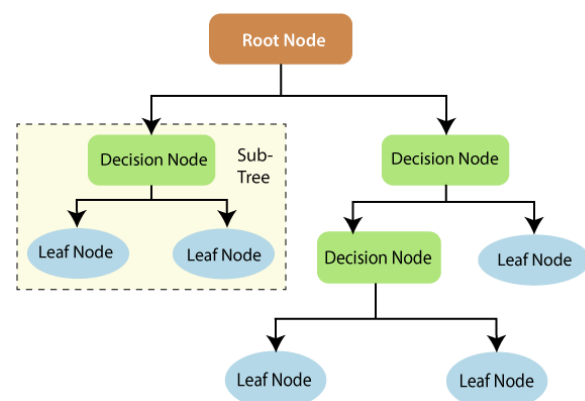 Root Node
Decision Node
Sub-
Tree
Decision Node
Leaf Node
Leaf Node
Decision Node
Leaf Node
Leaf Node
Leaf Node